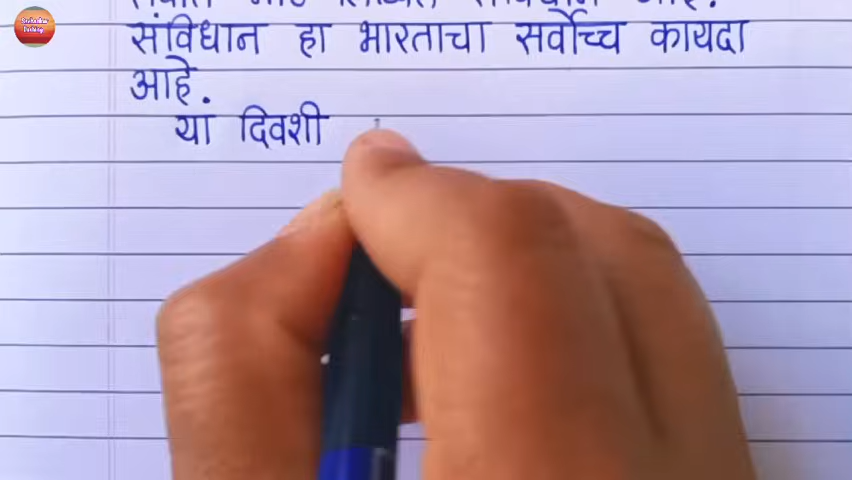 संविधान हा भारताचा सर्वोच्च कायदा
आहे.
या दिवशी